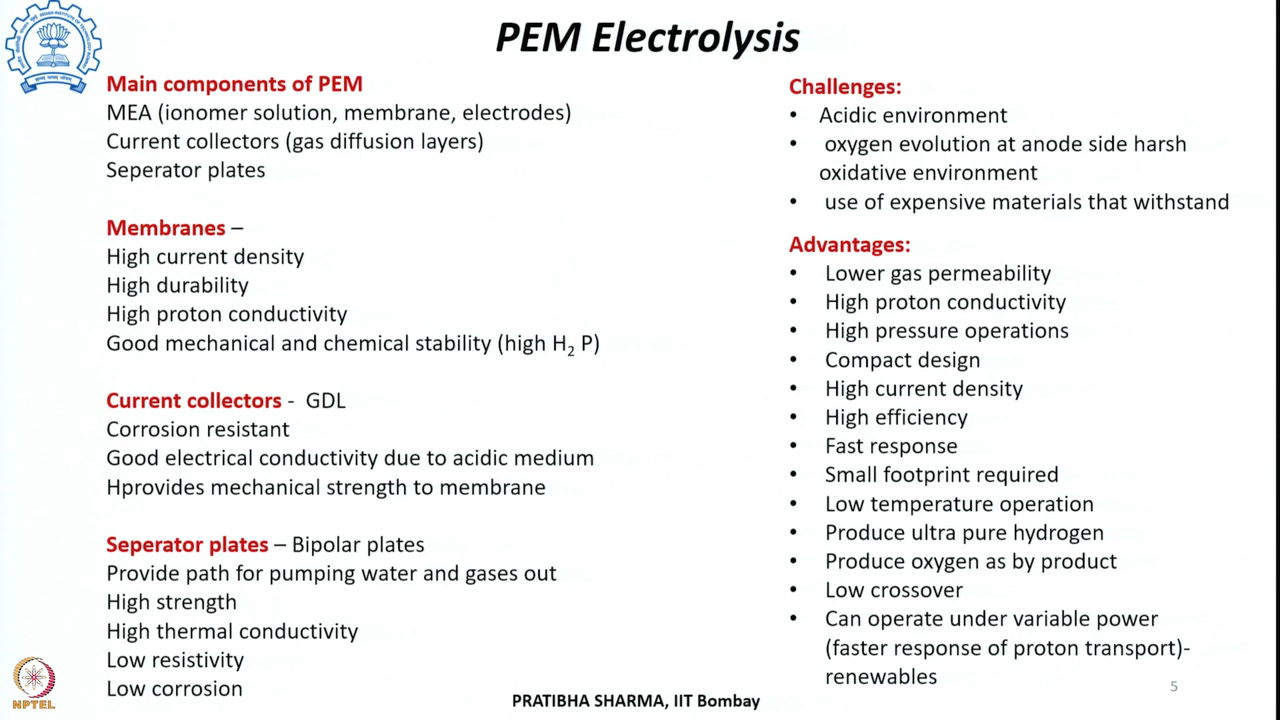 PEM Electrolysis
Main components of PEM
MEA (ionomer solution, membrane, electrodes)
Current collectors (gas diffusion layers)
Seperator plates
Membranes –
High current density
High durability
High proton conductivity
Good mechanical and chemical stability (high H₂ P)
Current collectors - GDL
Corrosion resistant
Good electrical conductivity due to acidic medium
Hprovides mechanical strength to membrane
Seperator plates – Bipolar plates
Provide path for pumping water and gases out
High strength
High thermal conductivity
Low resistivity
Low corrosion
Challenges:
• Acidic environment
• oxygen evolution at anode side harsh
oxidative environment
• use of expensive materials that withstand
Advantages:
• Lower gas permeability
• High proton conductivity
• High pressure operations
• Compact design
• High current density
• High efficiency
• Fast response
• Small footprint required
• Low temperature operation
• Produce ultra pure hydrogen
• Produce oxygen as by product
• Low crossover
• Can operate under variable power
(faster response of proton transport)-
renewables
NPTEL
PRATIBHA SHARMA, IIT Bombay
5